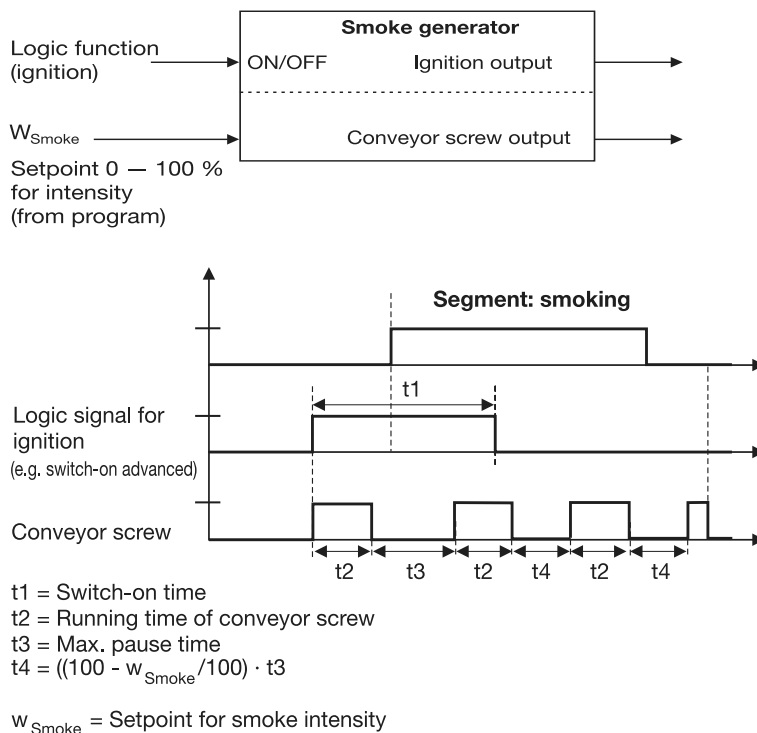 Smoke generator
Logic function
(ignition)
ON/OFF Ignition output
WSmoke
Conveyor screw output
Setpoint 0 — 100 %
for intensity
(from program)
Segment: smoking
t1
Logic signal for
ignition
(e.g. switch-on advanced)
Conveyor screw
t2 t3 t2 t4 t2 t4
t1 = Switch-on time
t2 = Running time of conveyor screw
t3 = Max. pause time
t4 = ((100 - wSmoke/100) · t3
wSmoke = Setpoint for smoke intensity